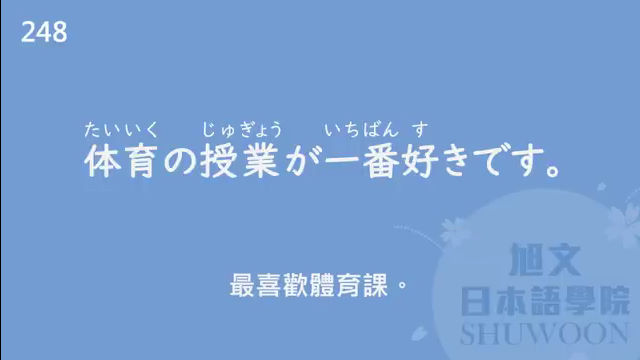 248
たいいく じゅぎょう いちばん す
体育の授業が一番好きです。
最喜歡體育課。
旭文
日本語學院
SHUWOON